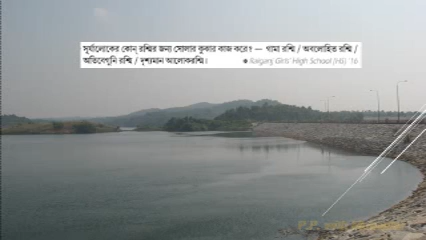 সূর্যালোকের কোন্ রশ্মির জন্য সোলার কুকার কাজ করে? — গামা রশ্মি / অবলোহিত রশ্মি /
অতিবেগুনি রশ্মি / দৃশ্যমান আলোকরশ্মি। ◆ Raiganj Girls' High School (HS) '16